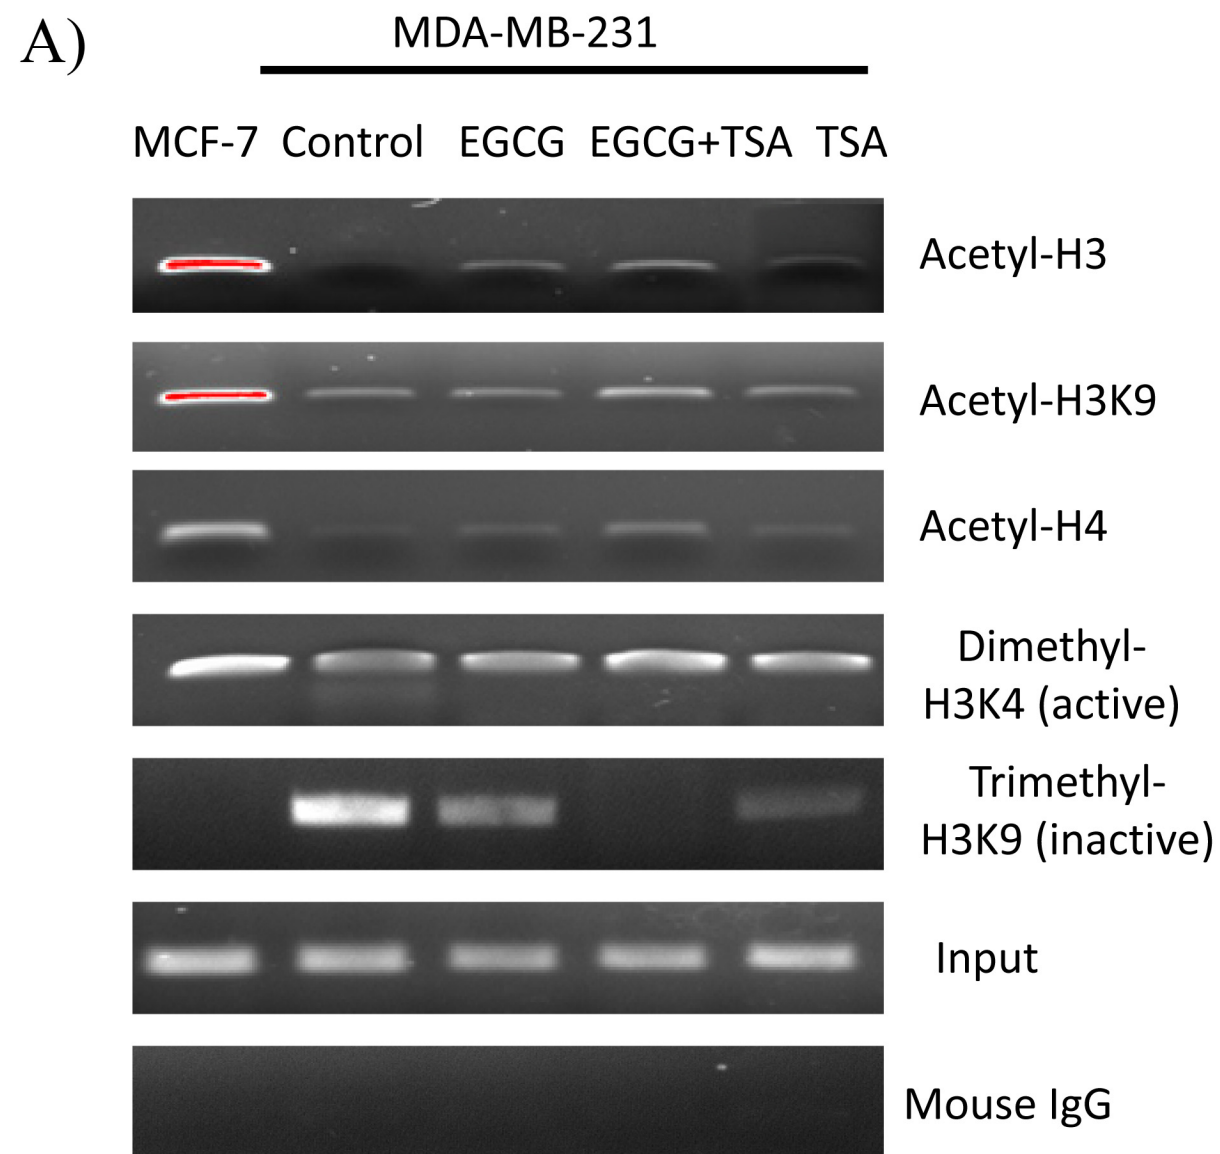 A)
MDA-MB-231
MCF-7 Control EGCG EGCG+TSA TSA
Acetyl-H3
Acetyl-H3K9
Acetyl-H4
Dimethyl-
H3K4 (active)
Trimethyl-
H3K9 (inactive)
Input
Mouse IgG